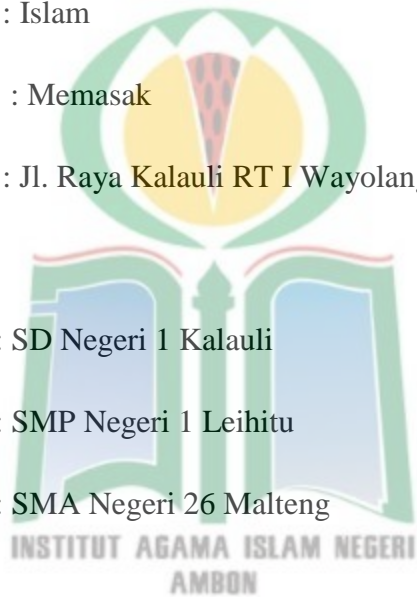 : Islam
: Memasak
: Jl. Raya Kalauli RT I Wayolang
: SD Negeri 1 Kalauli
: SMP Negeri 1 Leihitu
: SMA Negeri 26 Malteng
INSTITUT AGAMA ISLAM NEGERI
AMBON